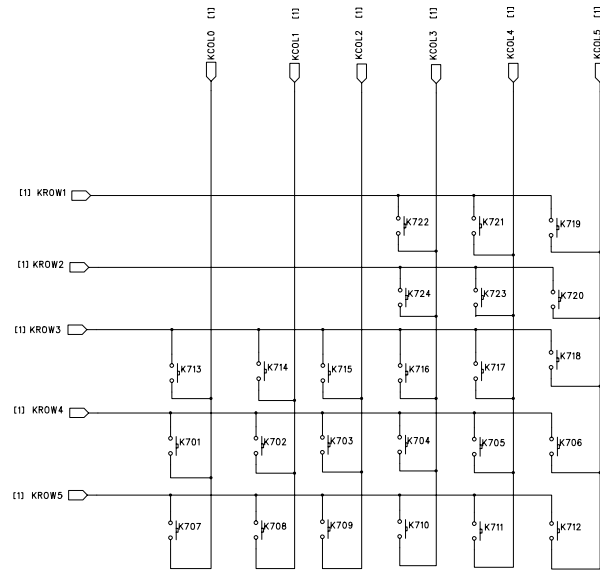 [1] [1] [1] [1] [1] [1]
KCOL0 KCOL1 KCOL2 KCOL3 KCOL4 KCOL5
[1] KROW1
K722 K721 K719
[1] KROW2
K724 K723 K720
[1] KROW3
K713 K714 K715 K716 K717 K718
[1] KROW4
K701 K702 K703 K704 K705 K706
[1] KROW5
K707 K708 K709 K710 K711 K712